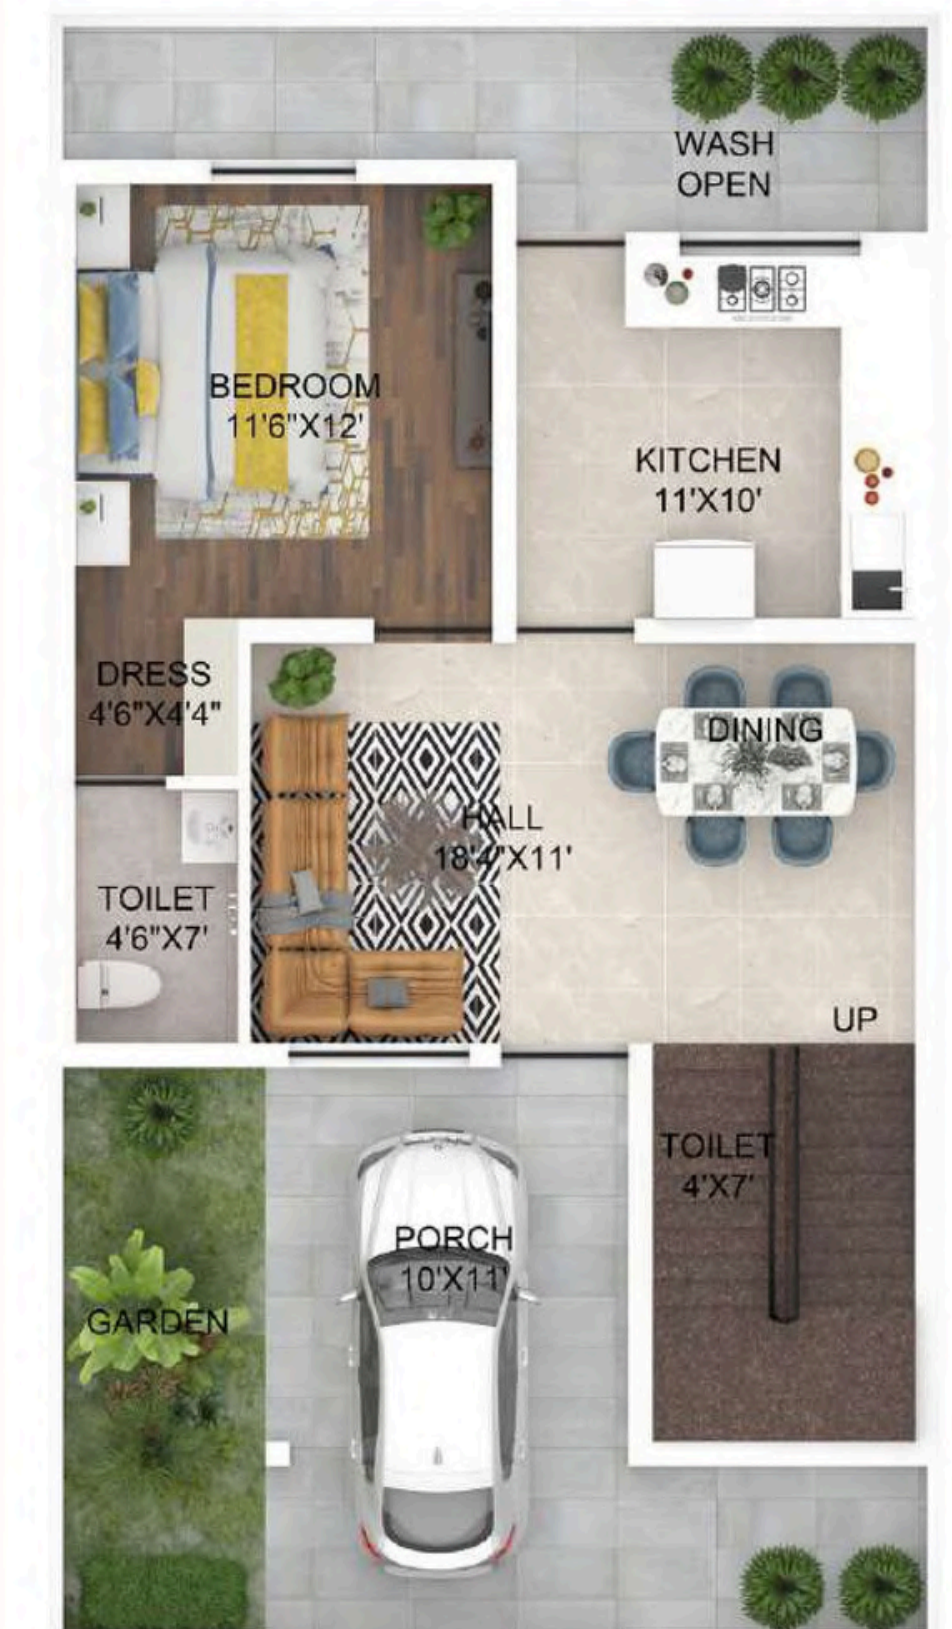 WASH
OPEN
BEDROOM
11'6"X12'
KITCHEN
11'X10'
DRESS
4'6"X4'4"
DINING
HALL
18'4"X11'
TOILET
4'6"X7'
UP
TOILET
4'X7'
PORCH
10'X11'
GARDEN